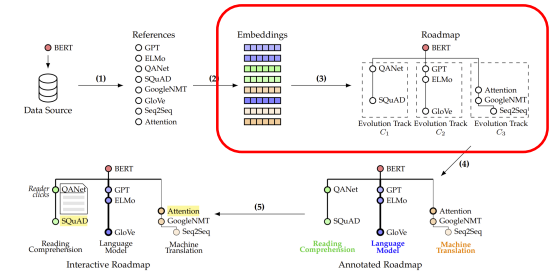 BERT
Data Source
(1)
References
GPT
ELMo
QANet
SQuAD
GoogleNMT
GloVe
Seq2Seq
Attention
(2)
Embeddings
(3)
Roadmap
BERT
QANet
SQuAD
Evolution Track
C1
GPT
ELMo
GloVe
Evolution Track
C2
Attention
GoogleNMT
Seq2Seq
Evolution Track
C3
(4)
BERT
QANet
SQuAD
Reading
Comprehension
GPT
ELMo
GloVe
Language
Model
Attention
GoogleNMT
Seq2Seq
Machine
Translation
Annotated Roadmap
(5)
BERT
Reader
clicks
QANet
SQuAD
Reading
Comprehension
GPT
ELMo
GloVe
Language
Model
Attention
GoogleNMT
Seq2Seq
Machine
Translation
Interactive Roadmap